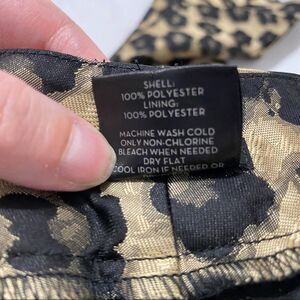 SHELL:
100% POLYESTER
LINING:
100% POLYESTER
MACHINE WASH COLD
ONLY NON-CHLORINE
BLEACH WHEN NEEDED
DRY FLAT
COOL IRON IF NEEDED OR